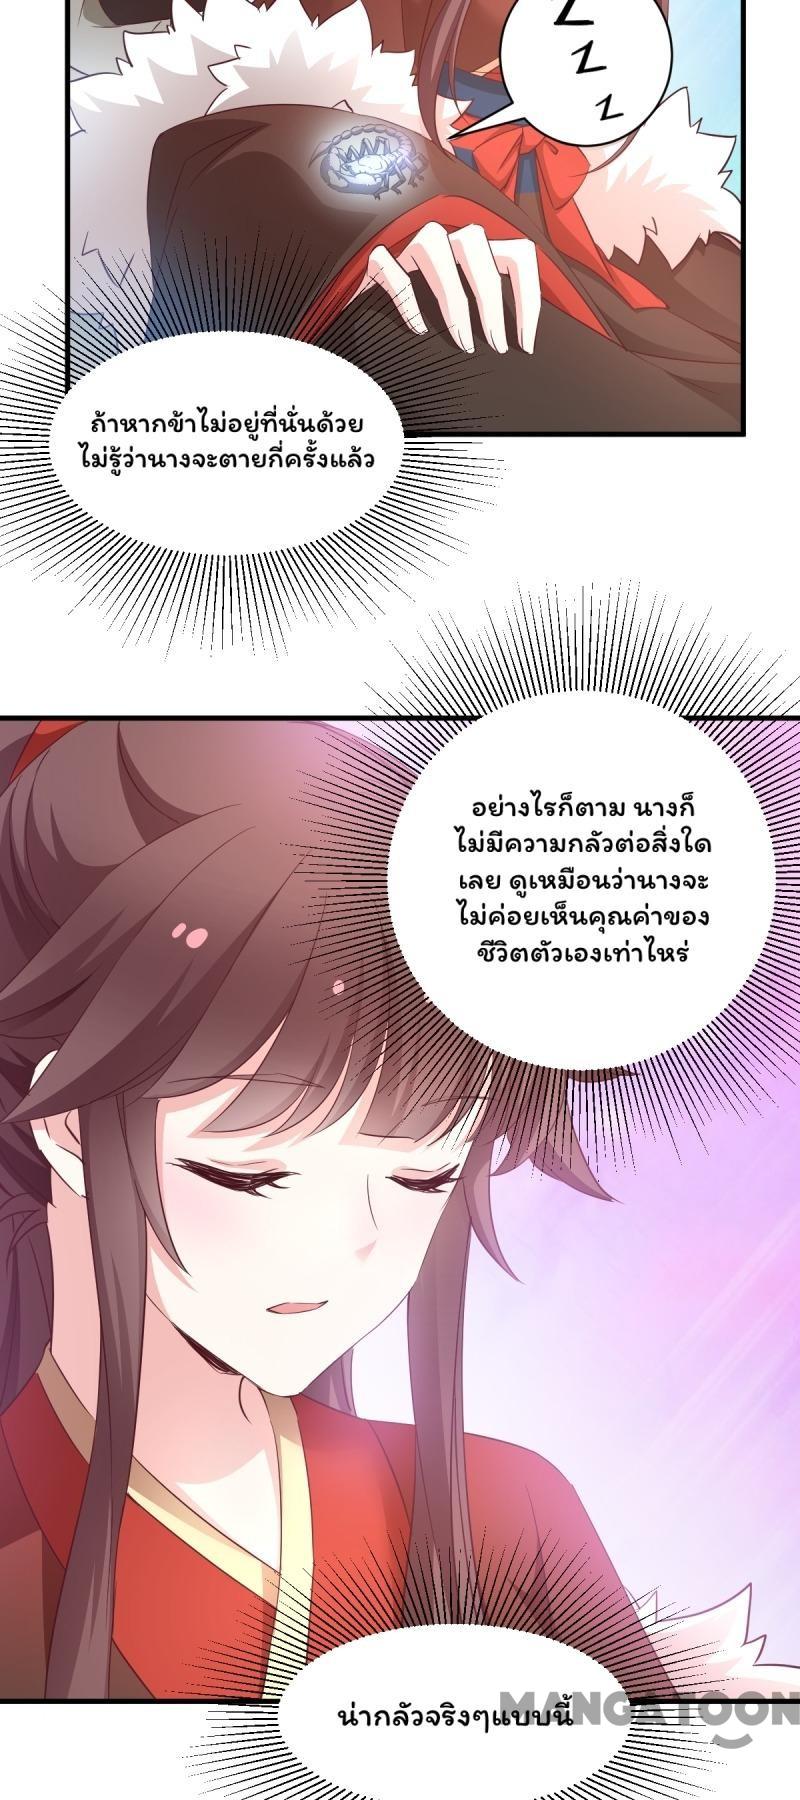 Z
Z
Z
ถ้าหากข้าไม่อยู่ที่นั่นด้วย
ไม่รู้ว่านางจะตายกี่ครั้งแล้ว
อย่างไรก็ตาม นางก็
ไม่มีความกลัวต่อสิ่งใด
เลย ดูเหมือนว่านางจะ
ไม่ค่อยเห็นคุณค่าของ
ชีวิตตัวเองเท่าไหร่
น่ากลัวจริงๆแบบนี้
MANGATOON